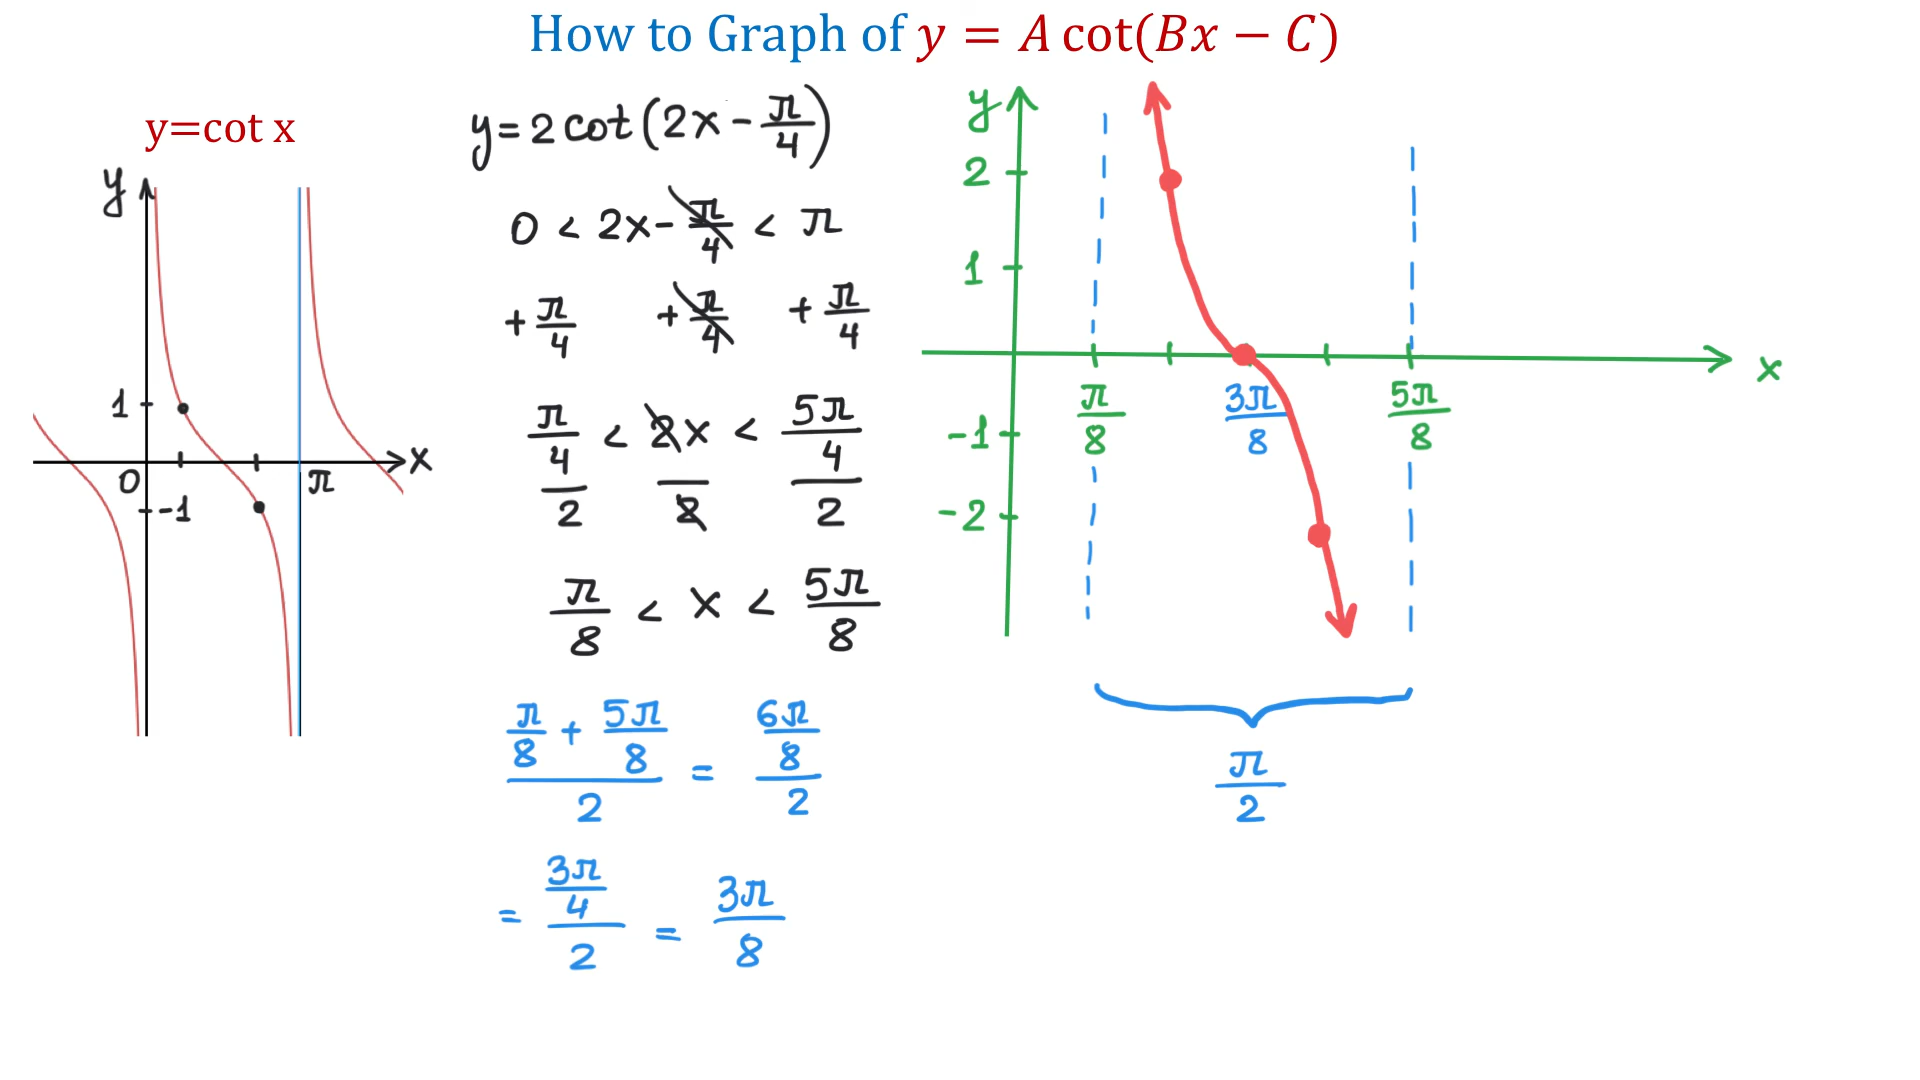 How to Graph of y = A cot(Bx − C)
y=cot x
y
1
0
-1
π
x
y = 2 cot(2x - π/4)
0 < 2x - π/4 < π
+ π/4 + π/4 + π/4
π/4/2 < 2x/2 < 5π/4/2
π/8 < x < 5π/8
π/8 + 5π/8/2 = 6π/8/2
= 3π/4/2 = 3π/8
y
2
1
-1
-2
π/8 3π/8 5π/8
x
π/2